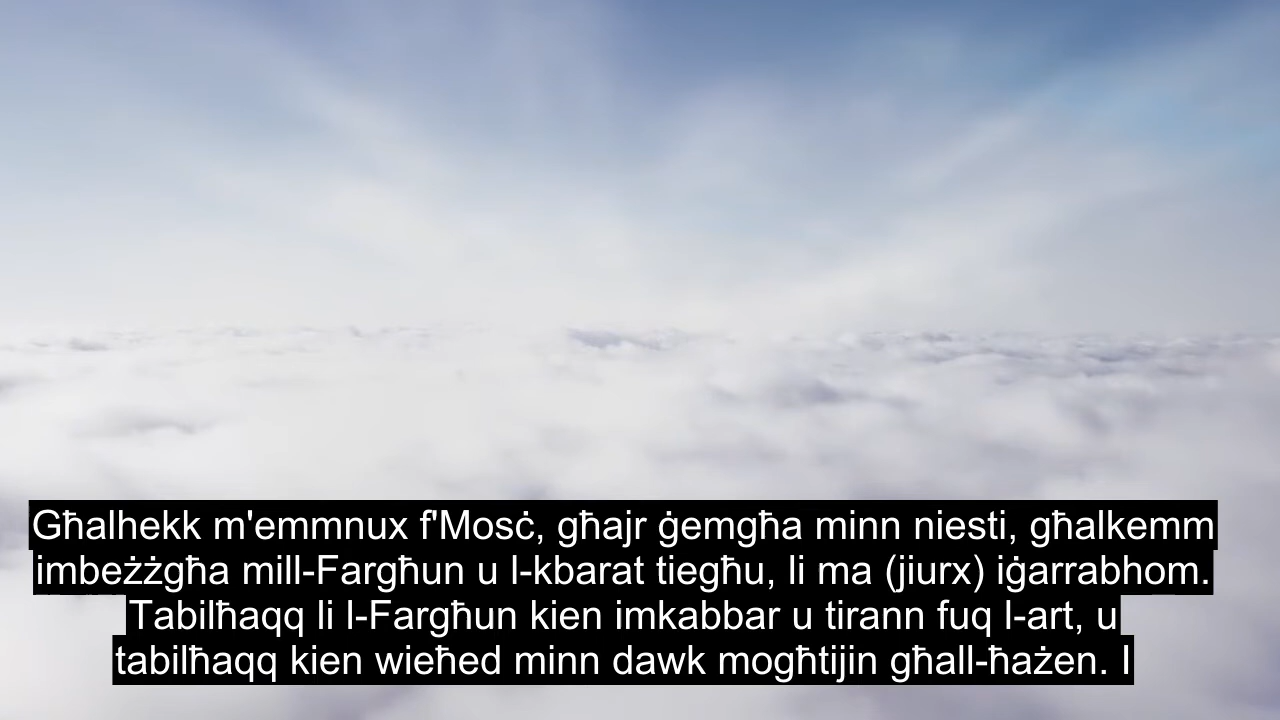 Għalhekk m'emmnux f'Mosċ, għajr ġemgħa minn niesti, għalkemm
imbeżżgħa mill-Fargħun u l-kbarat tiegħu, li ma (jiurx) iġarrabhom.
Tabilħaqq li l-Fargħun kien imkabbar u tirann fuq l-art, u
tabilħaqq kien wieħed minn dawk mogħtijin għall-ħażen. I